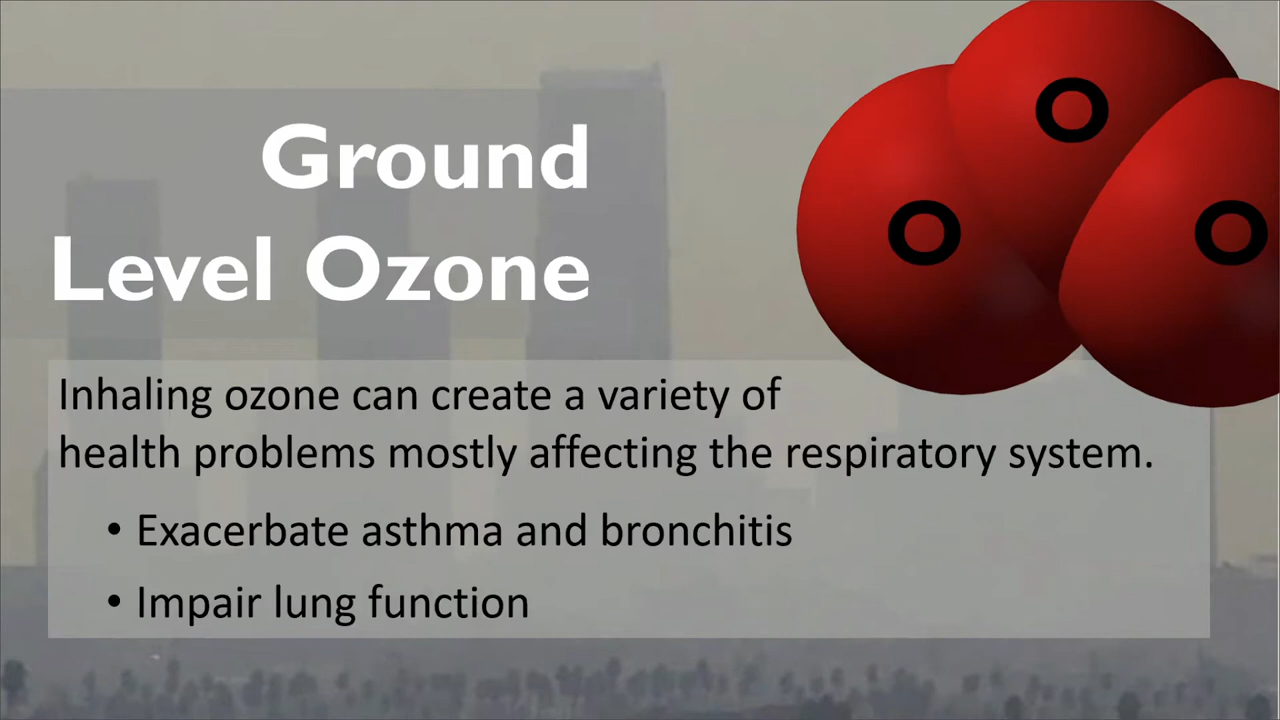 Ground
Level Ozone
O
O
O
Inhaling ozone can create a variety of
health problems mostly affecting the respiratory system.
• Exacerbate asthma and bronchitis
• Impair lung function